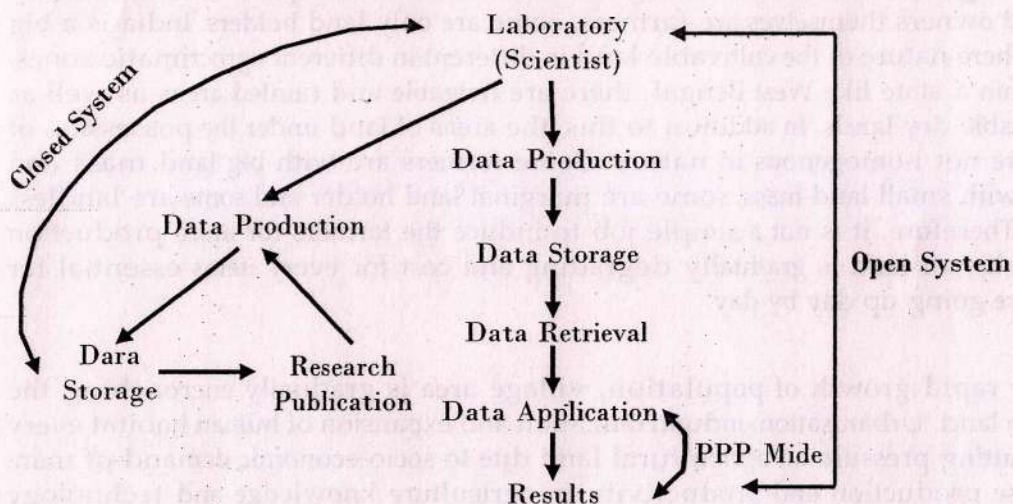 Laboratory
(Scientist)
Closed System
Data Production
Data Production
Data Storage
Open System
Data Retrieval
Dara
Storage
Research
Publication
Data Application
PPP Mide
Results